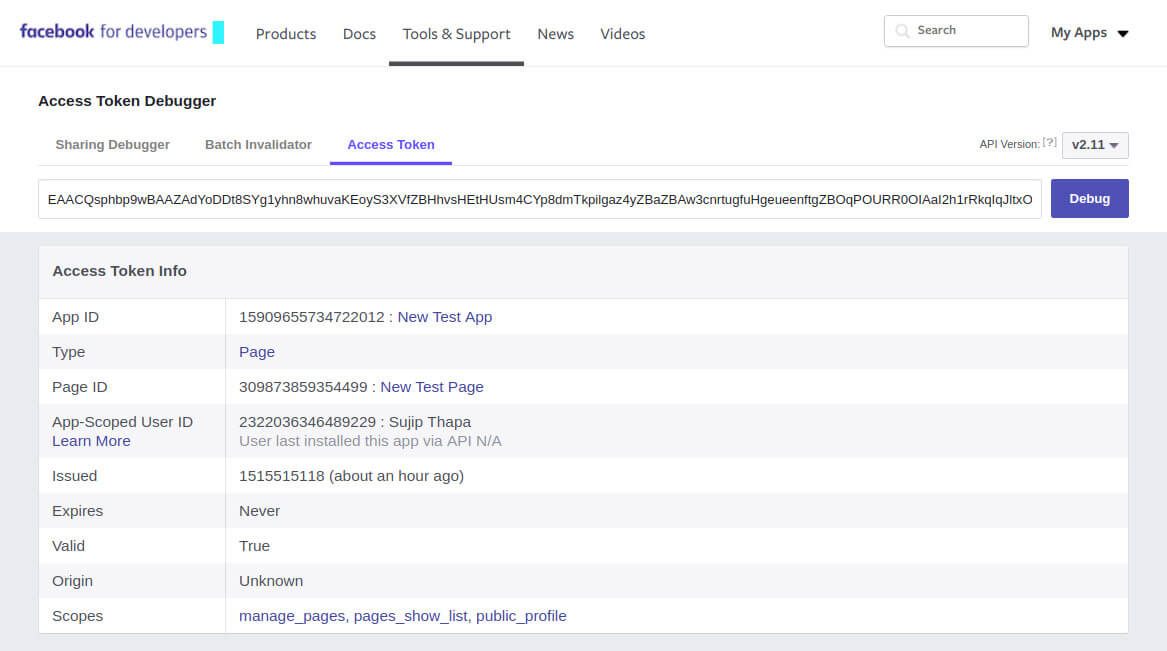 facebook for developers Products Docs Tools & Support News Videos Search My Apps
Access Token Debugger
Sharing Debugger Batch Invalidator Access Token API Version: [?] v2.11
EAACQsphbp9wBAAZAdYoDDt8SYg1yhn8whuvaKEoyS3XVfZBHhvsHEtHUsm4CYp8dmTkpilgaz4yZBaZBAw3cnrtugfuHgeueenftgZBOqPOURR0OIAaI2h1rRkqIqJltxO Debug
Access Token Info
App ID 15909655734722012 : New Test App
Type Page
Page ID 309873859354499 : New Test Page
App-Scoped User ID 2322036346489229 : Sujip Thapa
Learn More User last installed this app via API N/A
Issued 1515515118 (about an hour ago)
Expires Never
Valid True
Origin Unknown
Scopes manage_pages, pages_show_list, public_profile